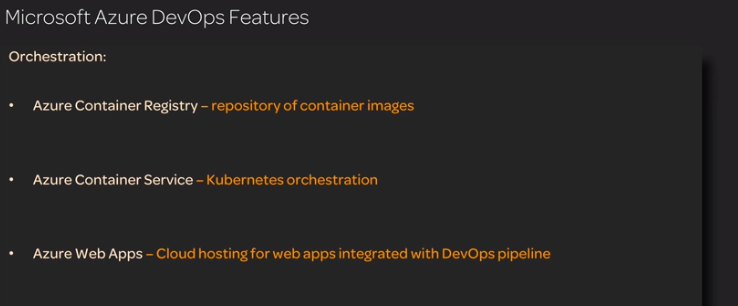 Microsoft Azure DevOps Features
Orchestration:
• Azure Container Registry – repository of container images
• Azure Container Service – Kubernetes orchestration
• Azure Web Apps – Cloud hosting for web apps integrated with DevOps pipeline